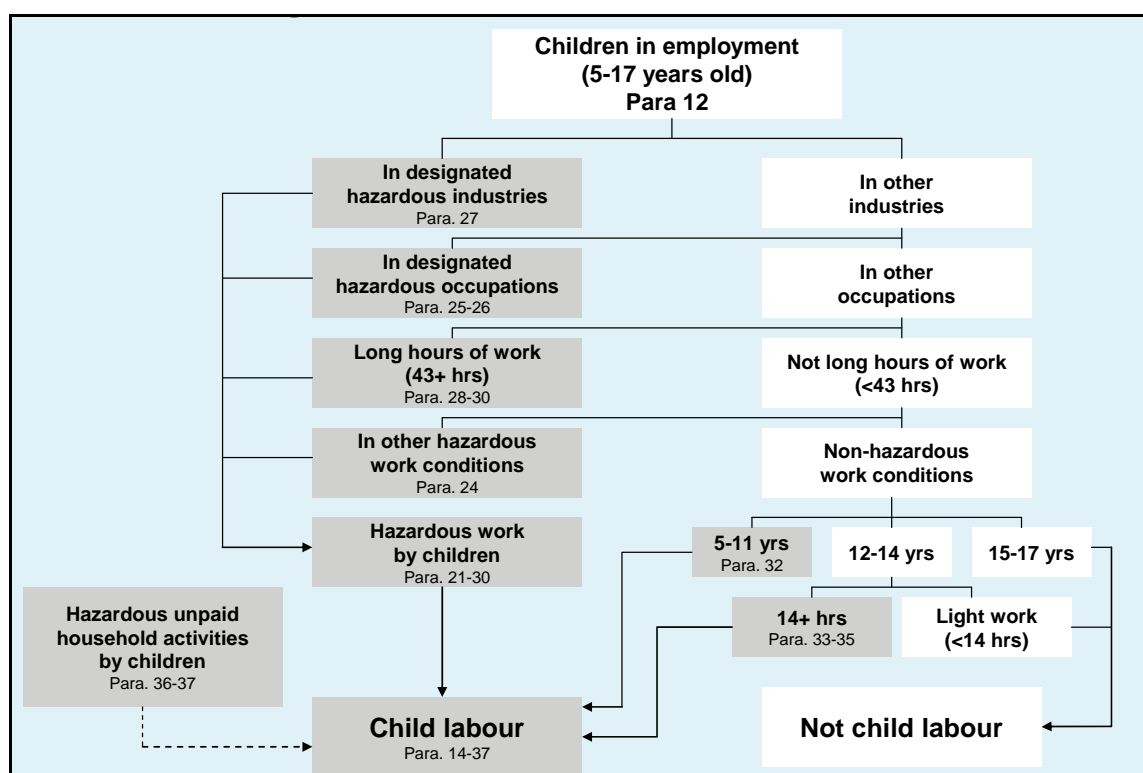 Children in employment
(5-17 years old)
Para 12
In designated
hazardous industries
Para. 27
In other
industries
In designated
hazardous occupations
Para. 25-26
In other
occupations
Long hours of work
(43+ hrs)
Para. 28-30
Not long hours of work
(<43 hrs)
In other hazardous
work conditions
Para. 24
Non-hazardous
work conditions
Hazardous work
by children
Para. 21-30
5-11 yrs
Para. 32
12-14 yrs
15-17 yrs
Hazardous unpaid
household activities
by children
Para. 36-37
14+ hrs
Para. 33-35
Light work
(<14 hrs)
Child labour
Para. 14-37
Not child labour